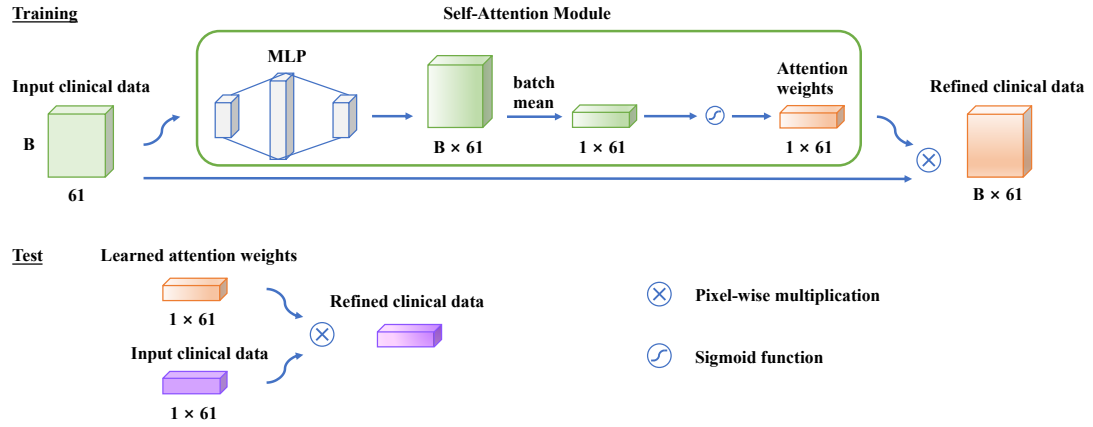 Training
Self-Attention Module
MLP
Input clinical data
batch
mean
Attention
weights
Refined clinical data
B
B × 61
1 × 61
1 × 61
61
B × 61
Test
Learned attention weights
1 × 61
Refined clinical data
Input clinical data
1 × 61
Pixel-wise multiplication
Sigmoid function